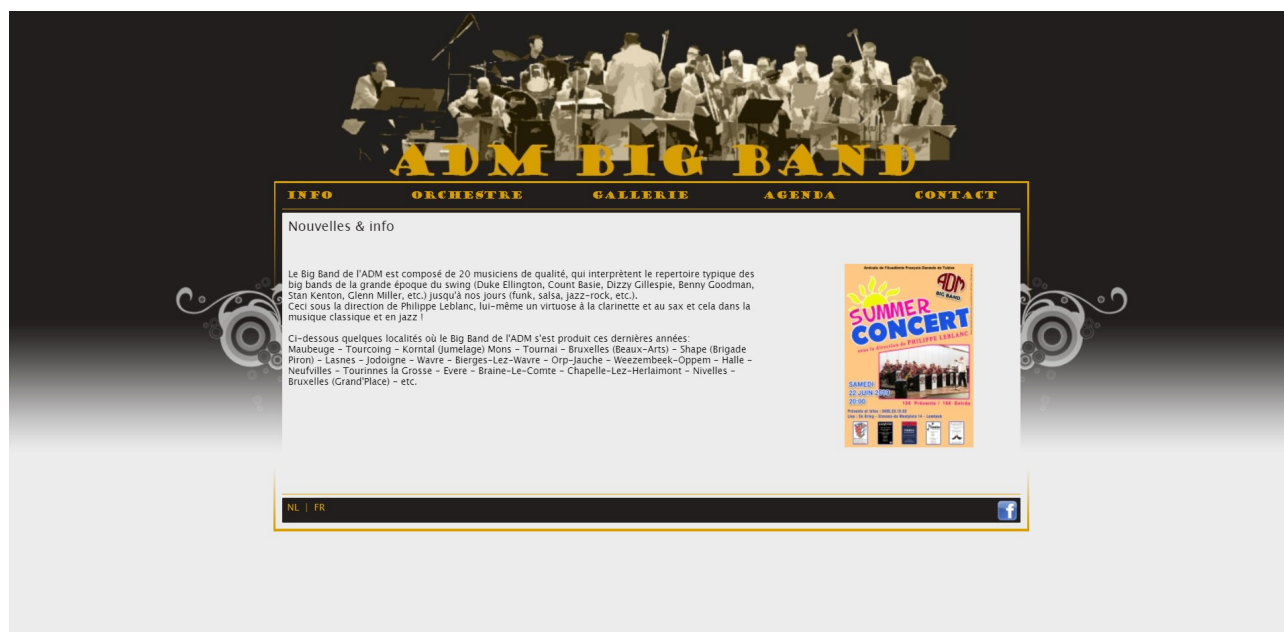 ADM BIG BAND
INFO ORCHESTRE GALLERIE AGENDA CONTACT
Nouvelles & info
Le Big Band de l'ADM est composé de 20 musiciens de qualité, qui interprètent le repertoire typique des
big bands de la grande époque du swing (Duke Ellington, Count Basie, Dizzy Gillespie, Benny Goodman,
Stan Kenton, Glenn Miller, etc.) jusqu'à nos jours (funk, salsa, jazz-rock, etc.).
Ceci sous la direction de Philippe Leblanc, lui-même un virtuose à la clarinette et au sax et cela dans la
musique classique et en jazz !
Ci-dessous quelques localités où le Big Band de l'ADM s'est produit ces dernières années:
Maubeuge - Tourcoing - Korntal (Jumelage) Mons - Tournai - Bruxelles (Beaux-Arts) - Shape (Brigade
Piron) - Lasnes - Jodoigne - Wavre - Bierges-Lez-Wavre - Orp-Jauche - Weezembeek-Oppem - Halle -
Neufvilles - Tourinnes la Grosse - Evere - Braine-Le-Comte - Chapelle-Lez-Herlaimont - Nivelles -
Bruxelles (Grand'Place) - etc.
ADM
BIG BAND
SUMMER
CONCERT
sous la direction de PHILIPPE LEBLANC
SAMEDI
22 JUIN
20:00
NL | FR
f